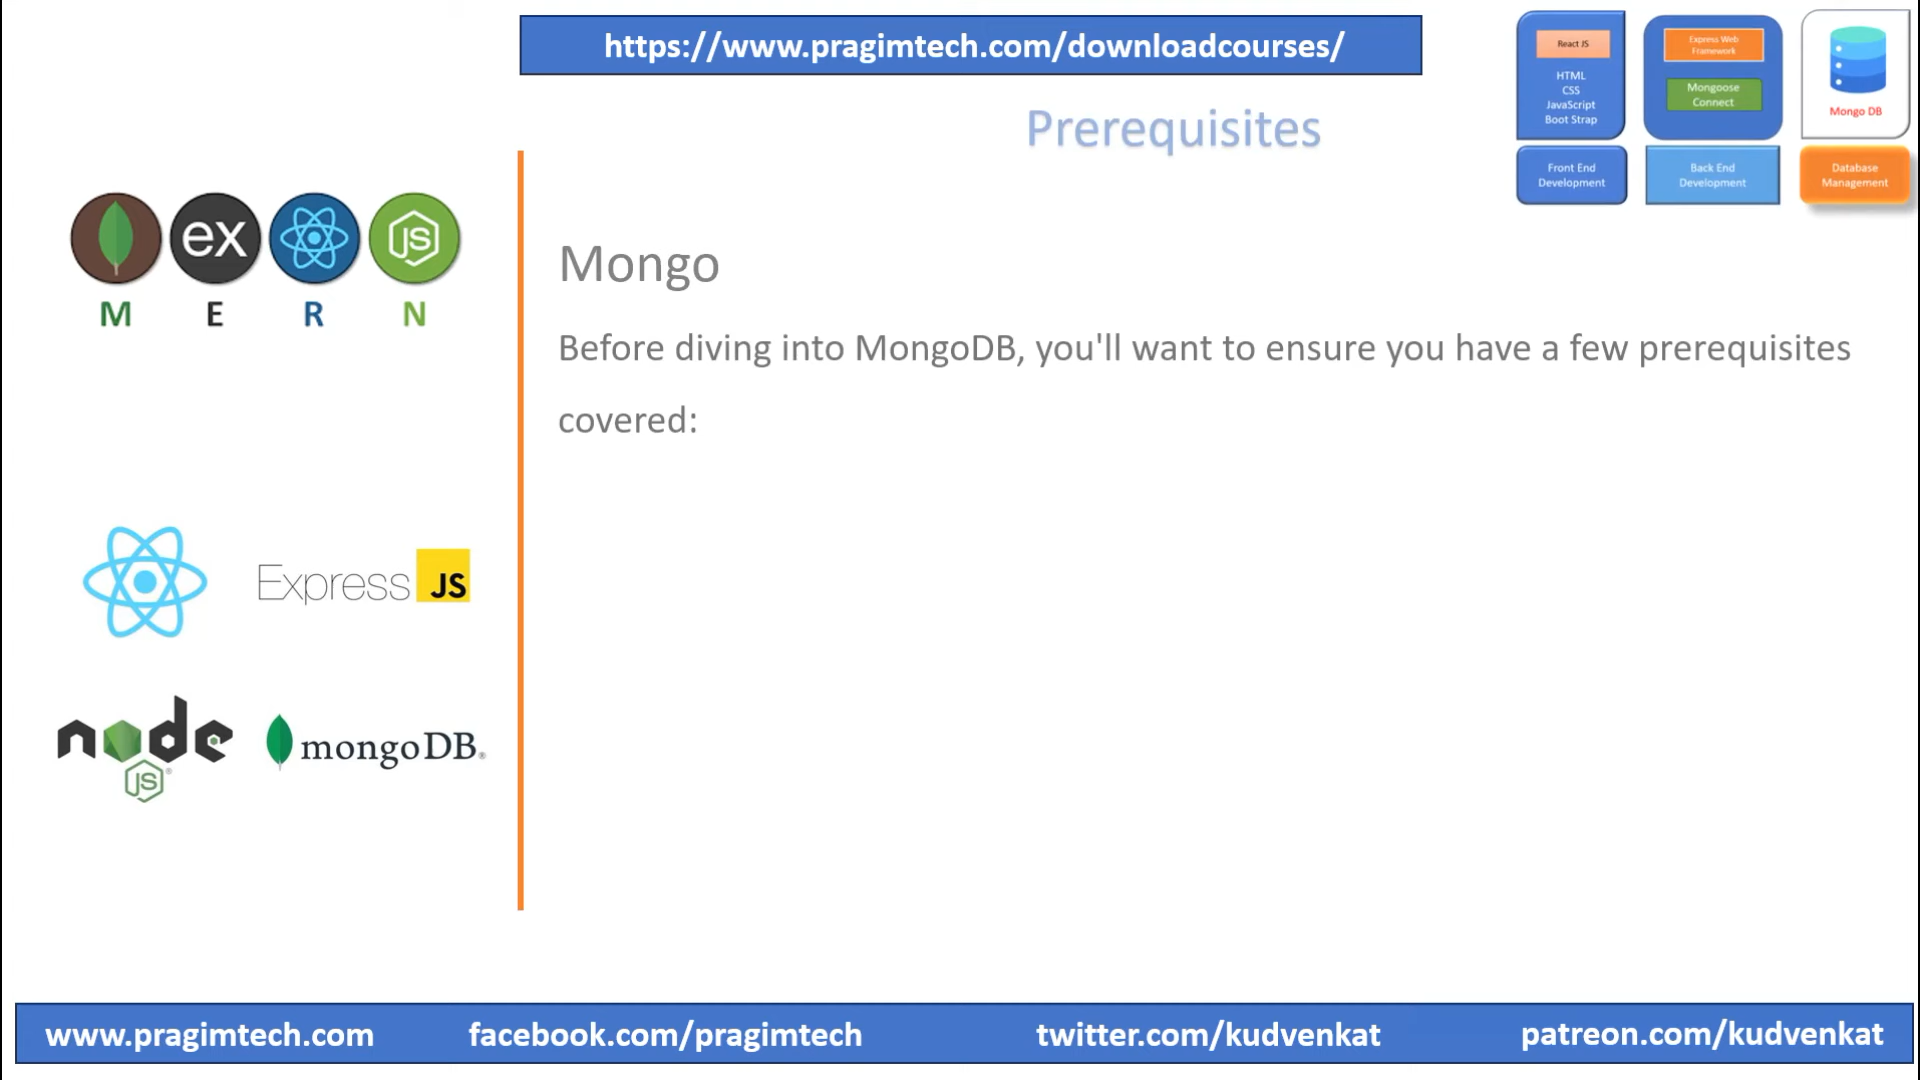 https://www.pragimtech.com/downloadcourses/
React JS
HTML
CSS
JavaScript
Boot Strap
Express Web
Framework
Mongoose
Connect
Mongo DB
Front End
Development
Back End
Development
Database
Management
Prerequisites
ex
JS
M E R N
Mongo
Before diving into MongoDB, you'll want to ensure you have a few prerequisites
covered:
Express JS
node
JS
mongoDB®
www.pragimtech.com facebook.com/pragimtech twitter.com/kudvenkat patreon.com/kudvenkat